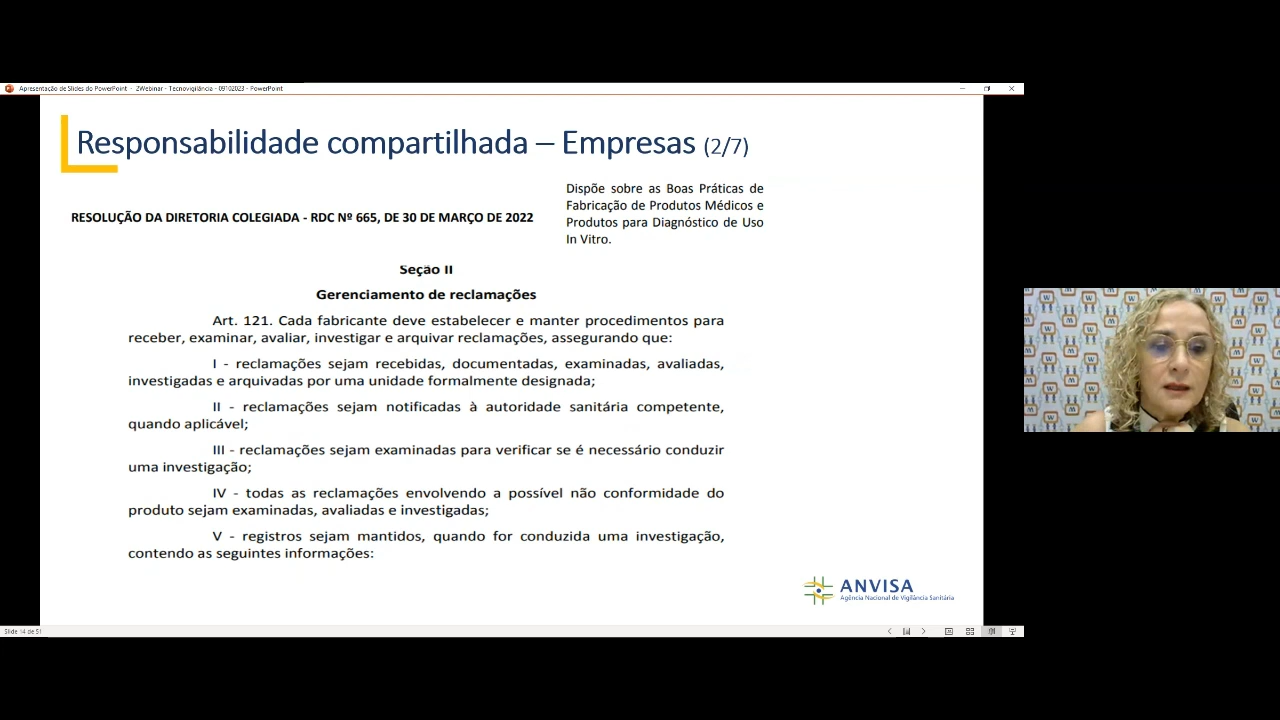 Apresentação de Slides do PowerPoint - 2Webinar - Tecnovigilância - 09102023 - PowerPoint
Responsabilidade compartilhada – Empresas (2/7)
Dispõe sobre as Boas Práticas de
Fabricação de Produtos Médicos e
Produtos para Diagnóstico de Uso
In Vitro.
RESOLUÇÃO DA DIRETORIA COLEGIADA - RDC Nº 665, DE 30 DE MARÇO DE 2022
Seção II
Gerenciamento de reclamações
Art. 121. Cada fabricante deve estabelecer e manter procedimentos para
receber, examinar, avaliar, investigar e arquivar reclamações, assegurando que:
I - reclamações sejam recebidas, documentadas, examinadas, avaliadas,
investigadas e arquivadas por uma unidade formalmente designada;
II - reclamações sejam notificadas à autoridade sanitária competente,
quando aplicável;
III - reclamações sejam examinadas para verificar se é necessário conduzir
uma investigação;
IV - todas as reclamações envolvendo a possível não conformidade do
produto sejam examinadas, avaliadas e investigadas;
V - registros sejam mantidos, quando for conduzida uma investigação,
contendo as seguintes informações:
ANVISA
Agência Nacional de Vigilância Sanitária
Slide 14 de 51